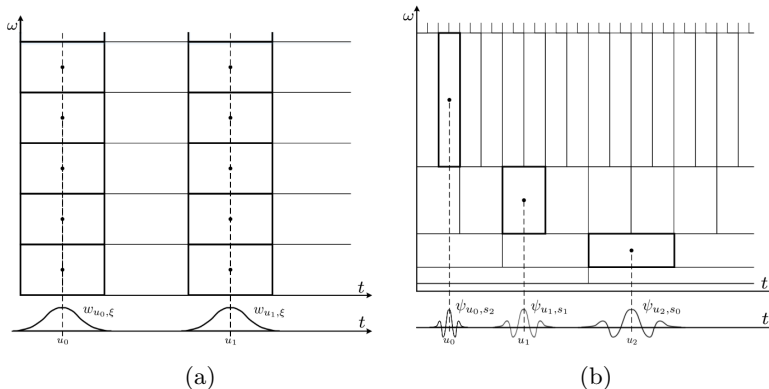 ω
t
w_{u_0,ξ}
w_{u_1,ξ}
t
u_0
u_1
(a)
ω
t
ψ_{u_0,s_2}
ψ_{u_1,s_1}
ψ_{u_2,s_0}
t
u_0
u_1
u_2
(b)